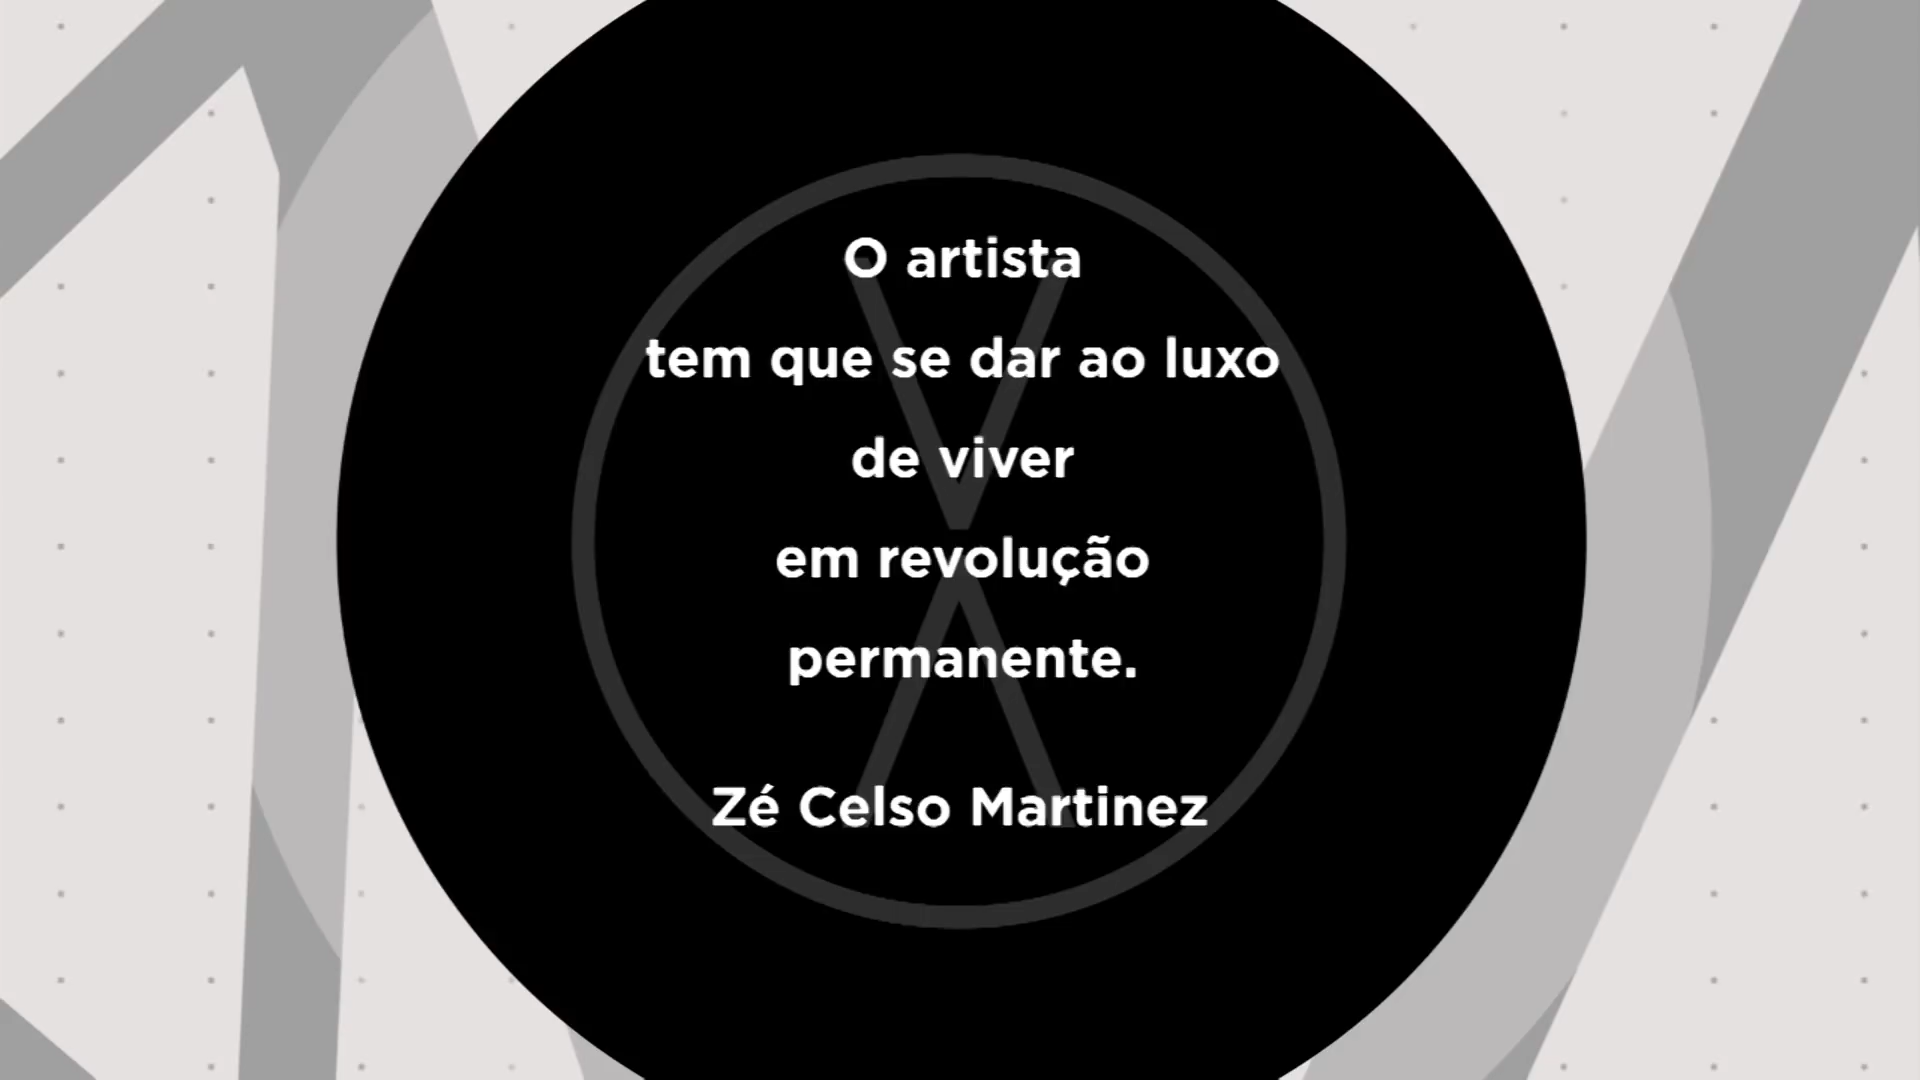 O artista
tem que se dar ao luxo
de viver
em revolução
permanente.
Zé Celso Martinez